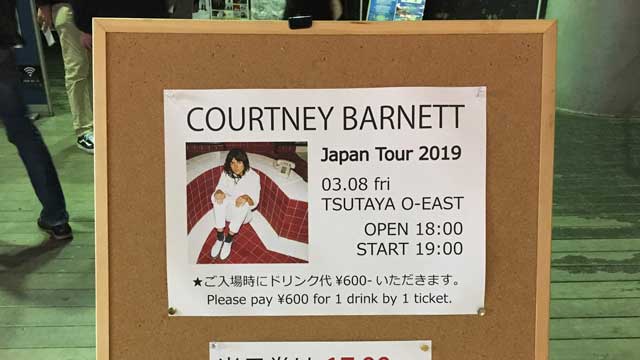 COURTNEY BARNETT
Japan Tour 2019
03.08 fri
TSUTAYA O-EAST
OPEN 18:00
START 19:00
★ご入場時にドリンク代 ¥600- いただきます。
Please pay ¥600 for 1 drink by 1 ticket.